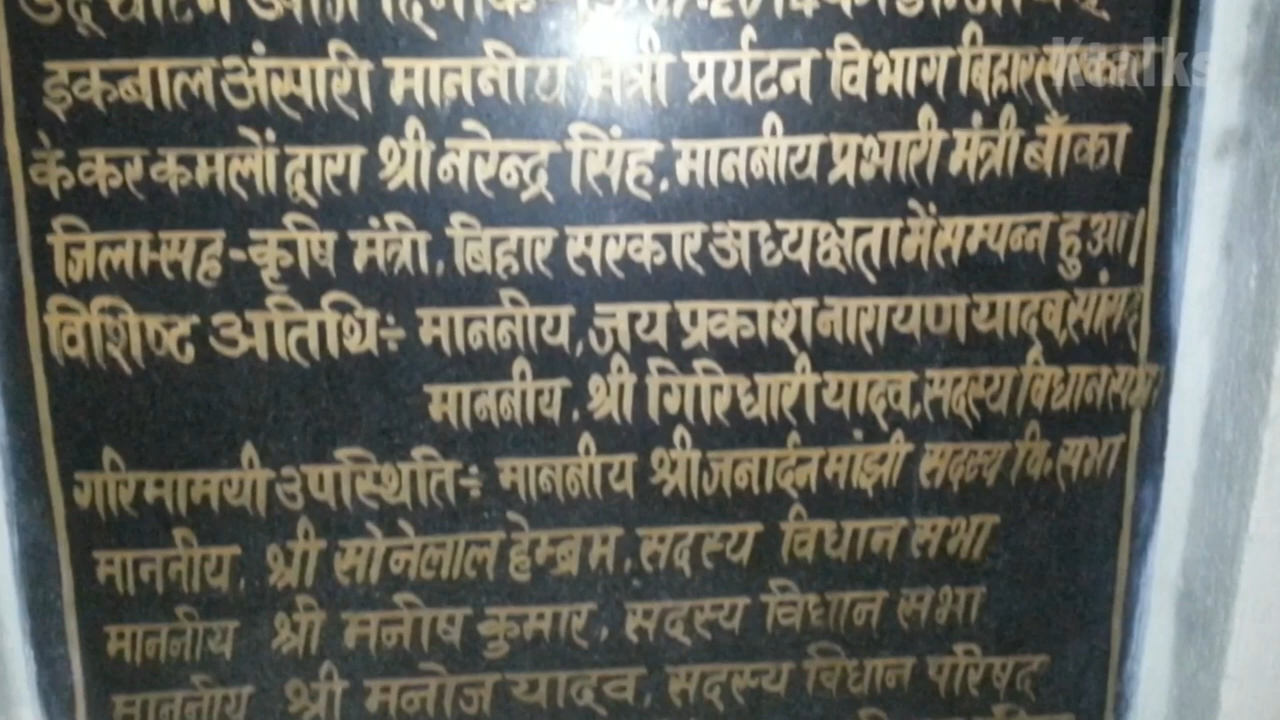 इकबाल अंसारी माननीय मंत्री प्रर्यटन विभाग बिहार सरकार
के कर कमलों द्वारा श्री नरेन्द्र सिंह, माननीय प्रभारी मंत्री बाँका
जिला-सह-कृषि मंत्री, बिहार सरकार अध्यक्षता में सम्पन्न हुआ।
विशिष्ट अतिथि÷ माननीय, जय प्रकाश नारायण यादव, सांसद
माननीय, श्री गिरिधारी यादव, सदस्य विधान सभा
गरिमामयी उपस्थिति÷ माननीय श्री जनार्दन मांझी सदस्य वि. सभा
माननीय, श्री सोनेलाल हेम्ब्रम, सदस्य विधान सभा
माननीय श्री मनीष कुमार, सदस्य विधान सभा
माननीय श्री मनोज यादव, सदस्य विधान परिषद्